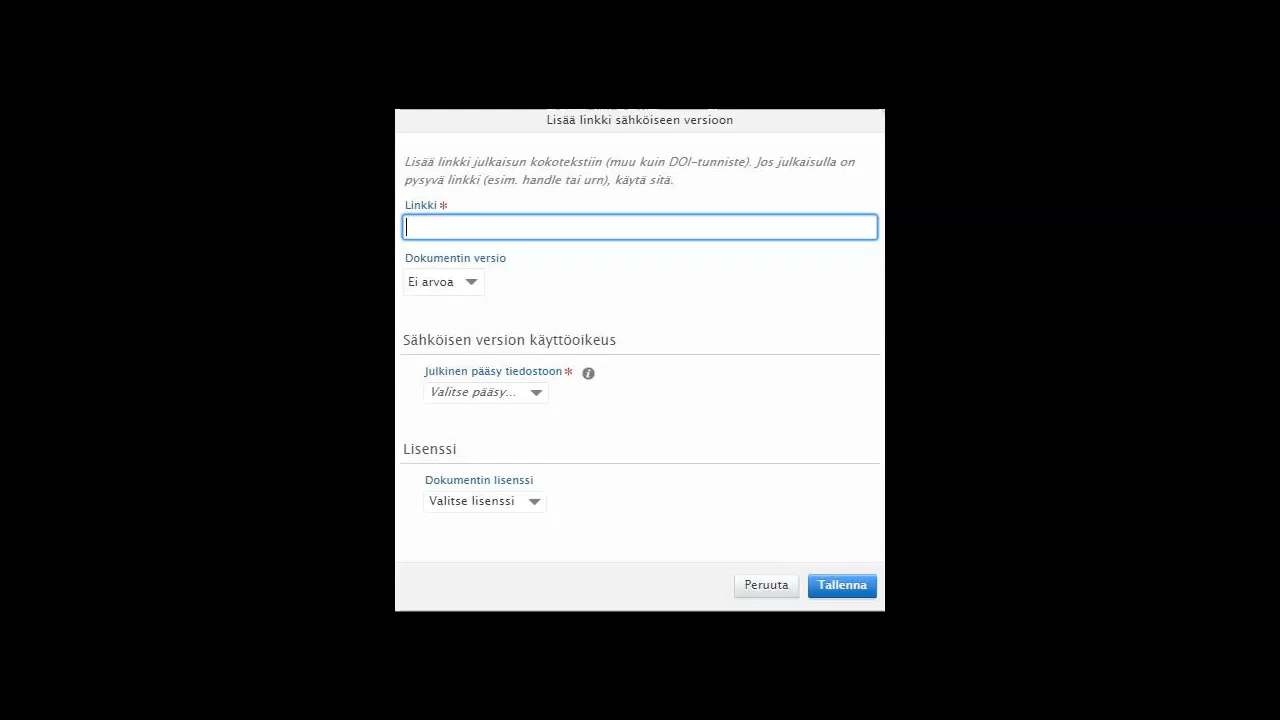 Lisää linkki sähköiseen versioon
Lisää linkki julkaisun kokotekstiin (muu kuin DOI-tunniste). Jos julkaisulla on
pysyvä linkki (esim. handle tai urn), käytä sitä.
Linkki *
Dokumentin versio
Ei arvoa
Sähköisen version käyttöoikeus
Julkinen pääsy tiedostoon *
Valitse pääsy...
Lisenssi
Dokumentin lisenssi
Valitse lisenssi
Peruuta Tallenna